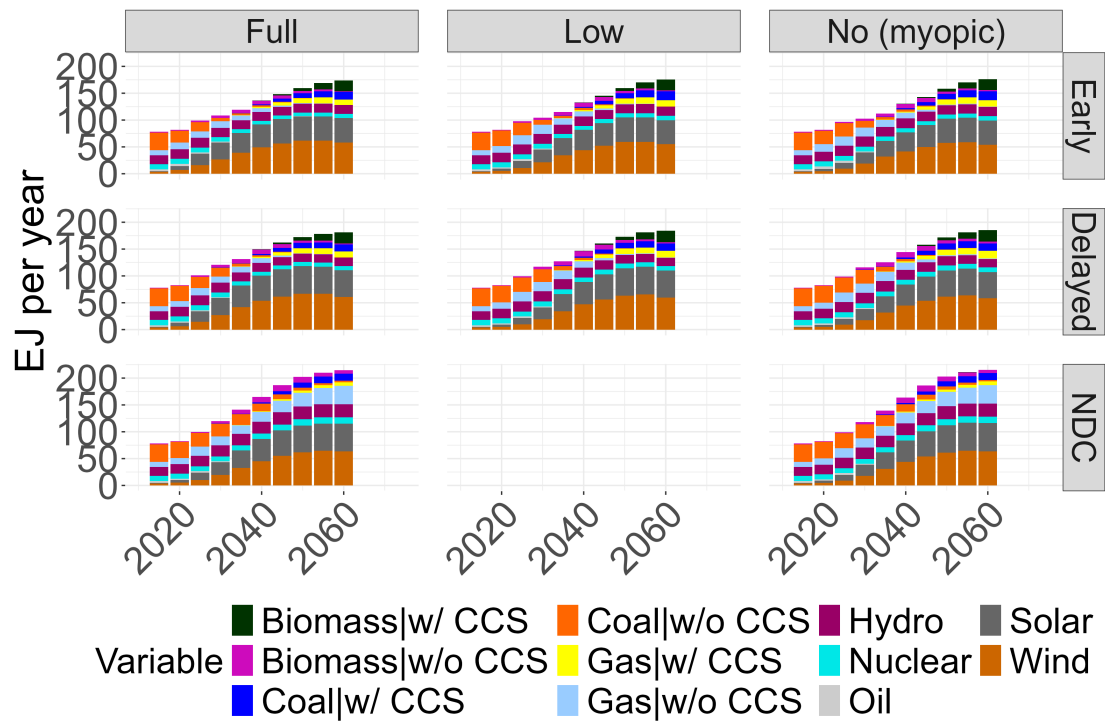 Full Low No (myopic)
EJ per year
200
150
100
50
0
Early
200
150
100
50
0
Delayed
200
150
100
50
0
NDC
2020 2040 2060 2020 2040 2060 2020 2040 2060
Biomass|w/ CCS Coal|w/o CCS Hydro Solar
Variable Biomass|w/o CCS Gas|w/ CCS Nuclear Wind
Coal|w/ CCS Gas|w/o CCS Oil